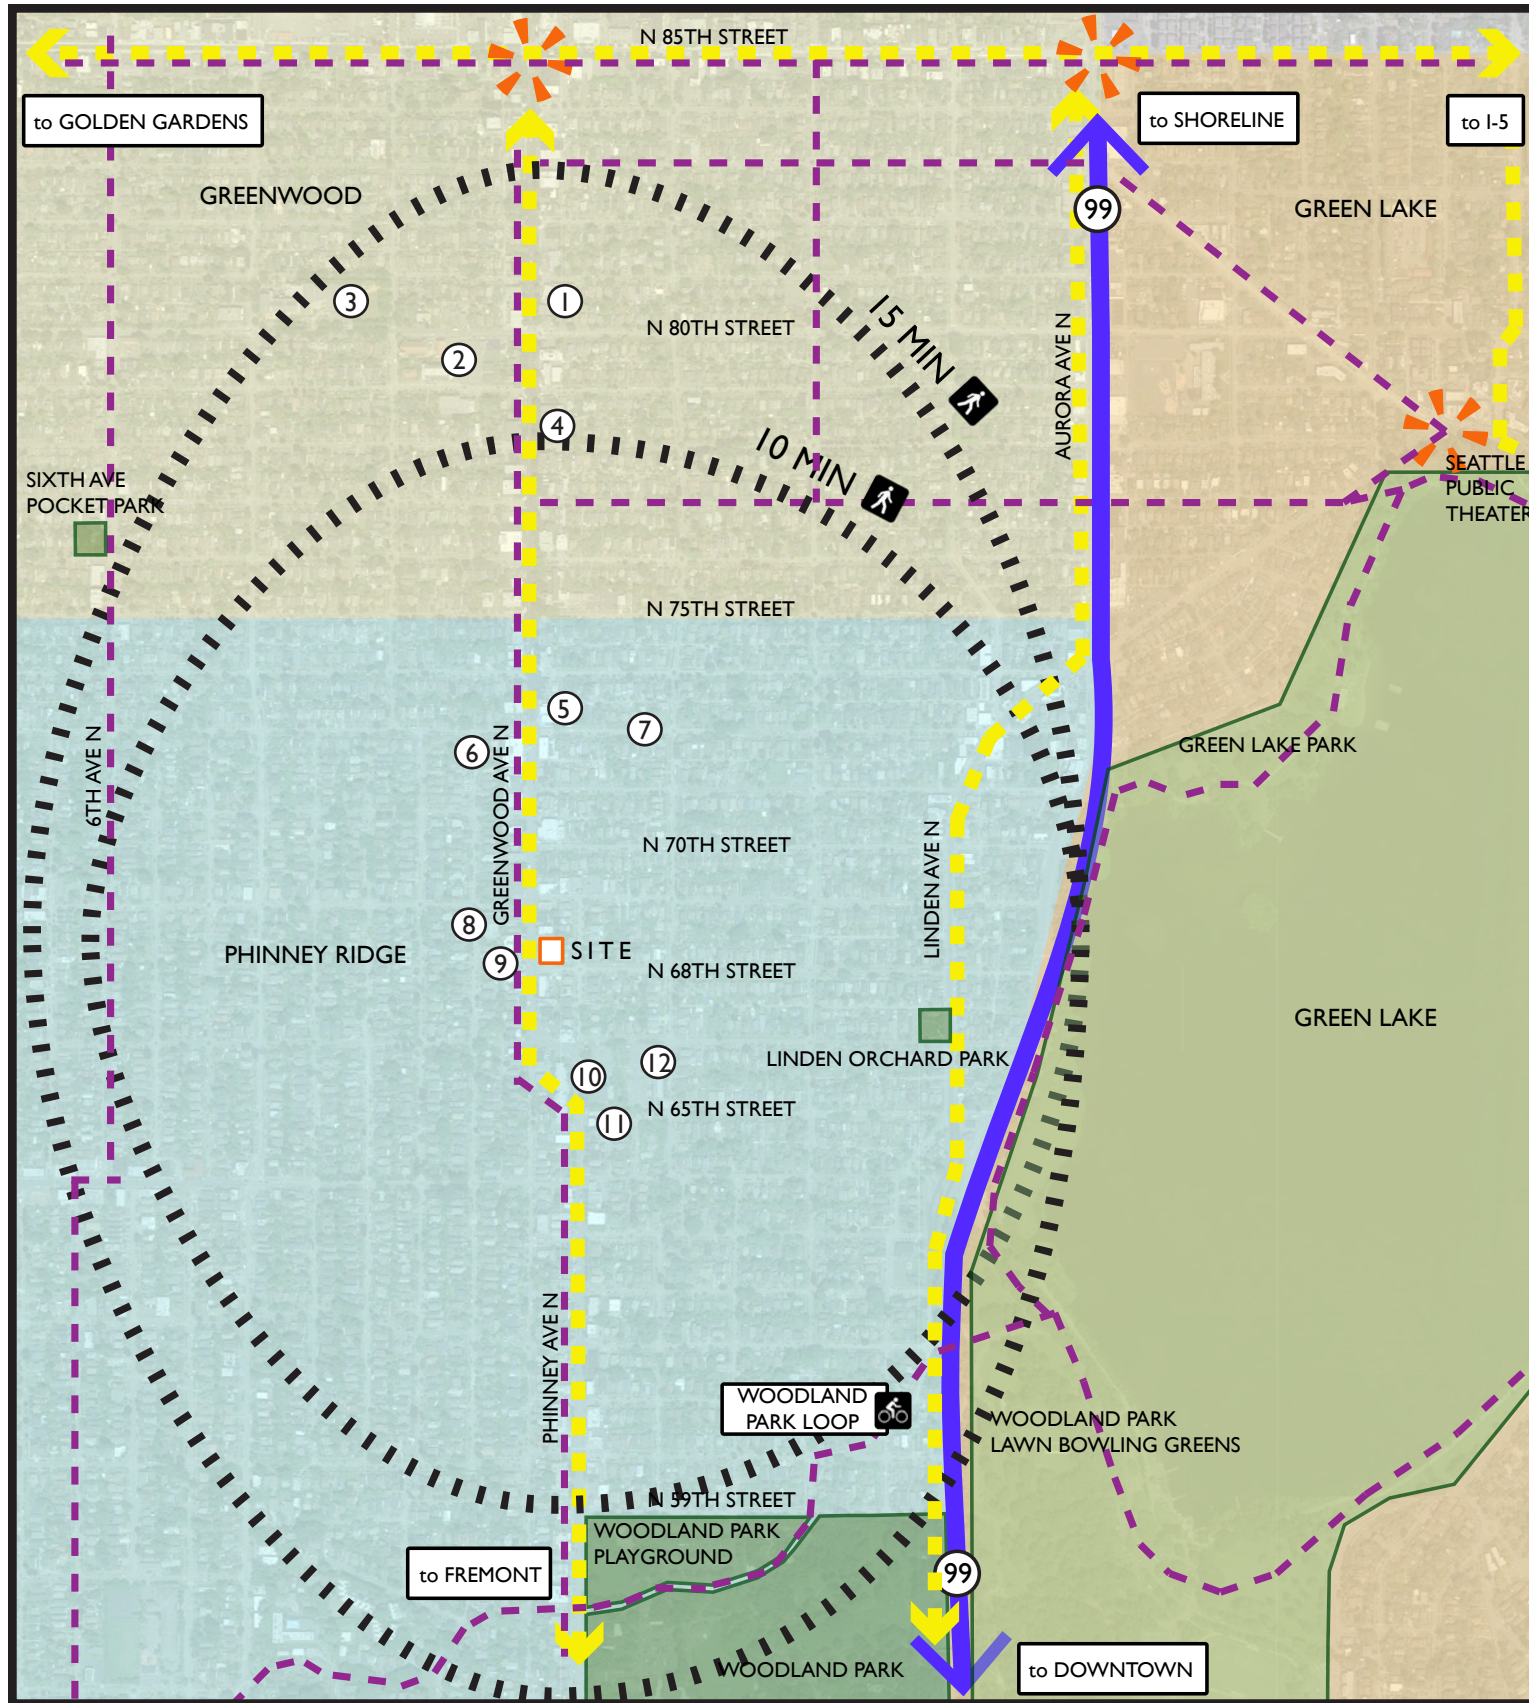 N 85TH STREET
to GOLDEN GARDENS
to SHORELINE
to I-5
GREENWOOD
99
GREEN LAKE
3
1
15 MIN
N 80TH STREET
2
AURORA AVE N
4
10 MIN
SEATTLE
PUBLIC
THEATER
SIXTH AVE
POCKET PARK
N 75TH STREET
5
7
6
GREEN LAKE PARK
6TH AVE N
GREENWOOD AVE N
N 70TH STREET
LINDEN AVE N
8
PHINNEY RIDGE
9
SITE
N 68TH STREET
GREEN LAKE
LINDEN ORCHARD PARK
10
12
N 65TH STREET
11
PHINNEY AVE N
WOODLAND
PARK LOOP
WOODLAND PARK
LAWN BOWLING GREENS
N 59TH STREET
WOODLAND PARK
PLAYGROUND
to FREMONT
99
WOODLAND PARK
to DOWNTOWN